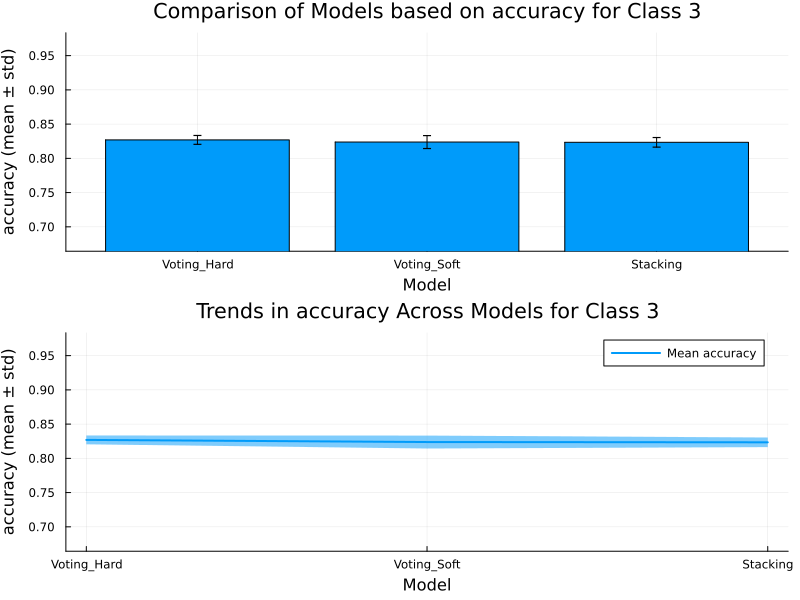 Comparison of Models based on accuracy for Class 3
accuracy (mean ± std)
0.95
0.90
0.85
0.80
0.75
0.70
Voting_Hard
Voting_Soft
Stacking
Model
Trends in accuracy Across Models for Class 3
accuracy (mean ± std)
Mean accuracy
0.95
0.90
0.85
0.80
0.75
0.70
Voting_Hard
Voting_Soft
Stacking
Model